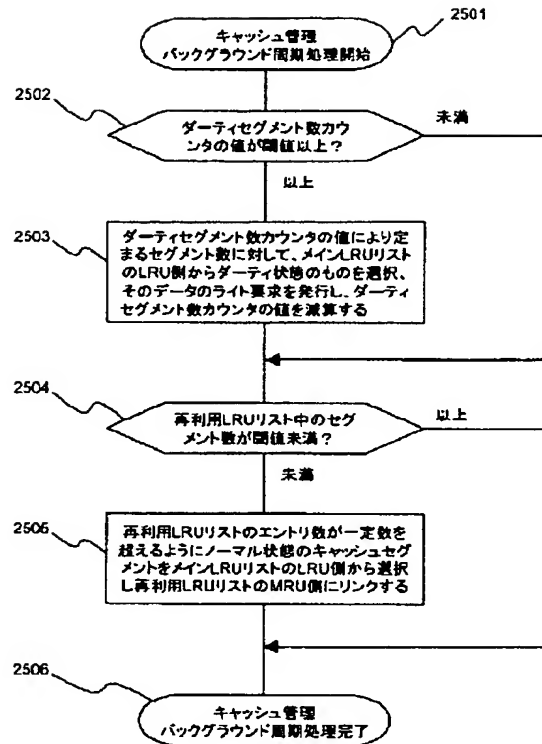 2501
キャッシュ管理
バックグラウンド周期処理開始
2502
ダーティセグメント数カウ
ンタの値が閾値以上?
未満
以上
2503
ダーティセグメント数カウンタの値により定
まるセグメント数に対して、メインLRUリスト
のLRU側からダーティ状態のものを選択、
そのデータのライト要求を発行し、ダーティ
セグメント数カウンタの値を減算する
2504
再利用LRUリスト中のセグ
メント数が閾値未満?
以上
未満
2505
再利用LRUリストのエントリ数が一定数を
超えるようにノーマル状態のキャッシュセグ
メントをメインLRUリストのLRU側から選択
し再利用LRUリストのMRU側にリンクする
2506
キャッシュ管理
バックグラウンド周期処理完了